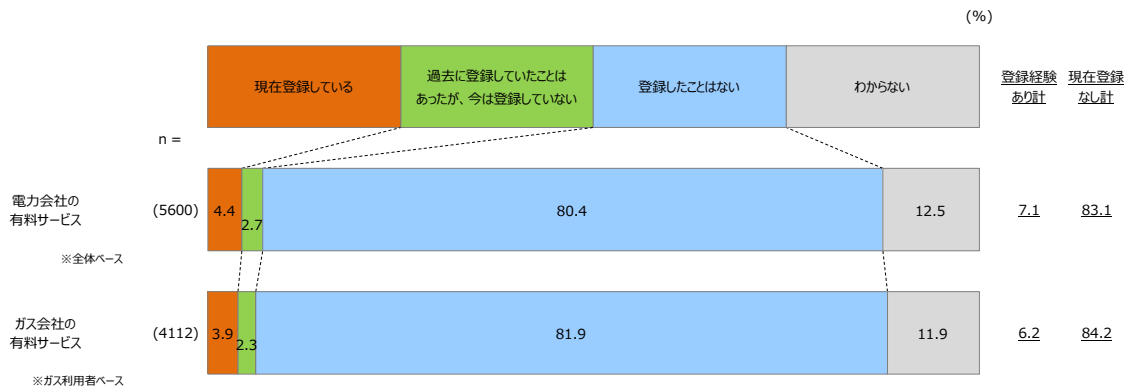 (%)
現在登録している
過去に登録していたことは
あったが、今は登録していない
登録したことはない
わからない
登録経験
あり計
現在登録
なし計
n =
電力会社の
有料サービス
(5600)
4.4
2.7
80.4
12.5
7.1
83.1
※全体ベース
ガス会社の
有料サービス
(4112)
3.9
2.3
81.9
11.9
6.2
84.2
※ガス利用者ベース